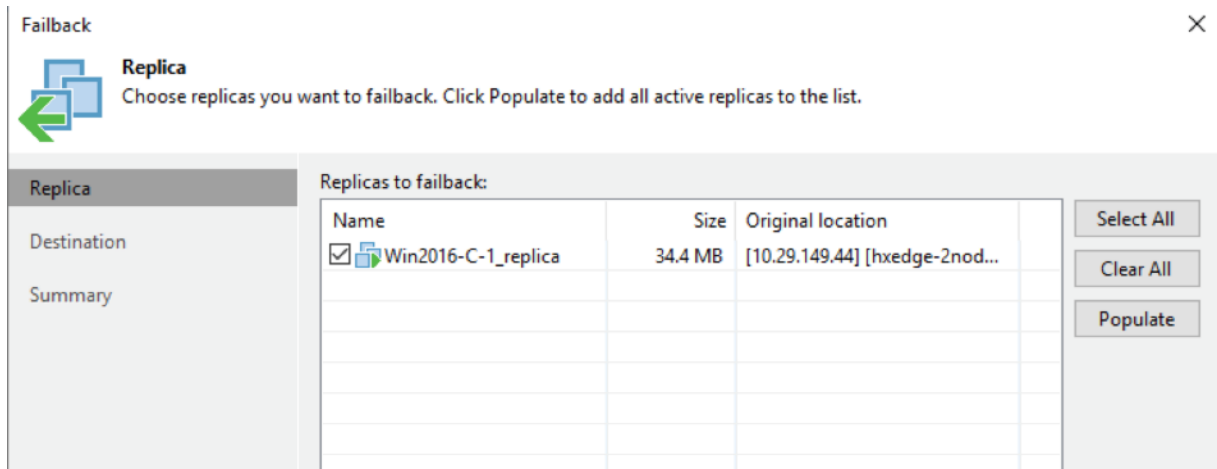 Failback
Replica
Choose replicas you want to failback. Click Populate to add all active replicas to the list.
Replica
Destination
Summary
Replicas to failback:
Name Size Original location
Win2016-C-1_replica 34.4 MB [10.29.149.44] [hxedge-2nod...
Select All
Clear All
Populate